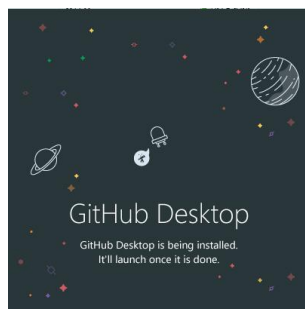 GitHub Desktop
GitHub Desktop is being installed.
It'll launch once it is done.